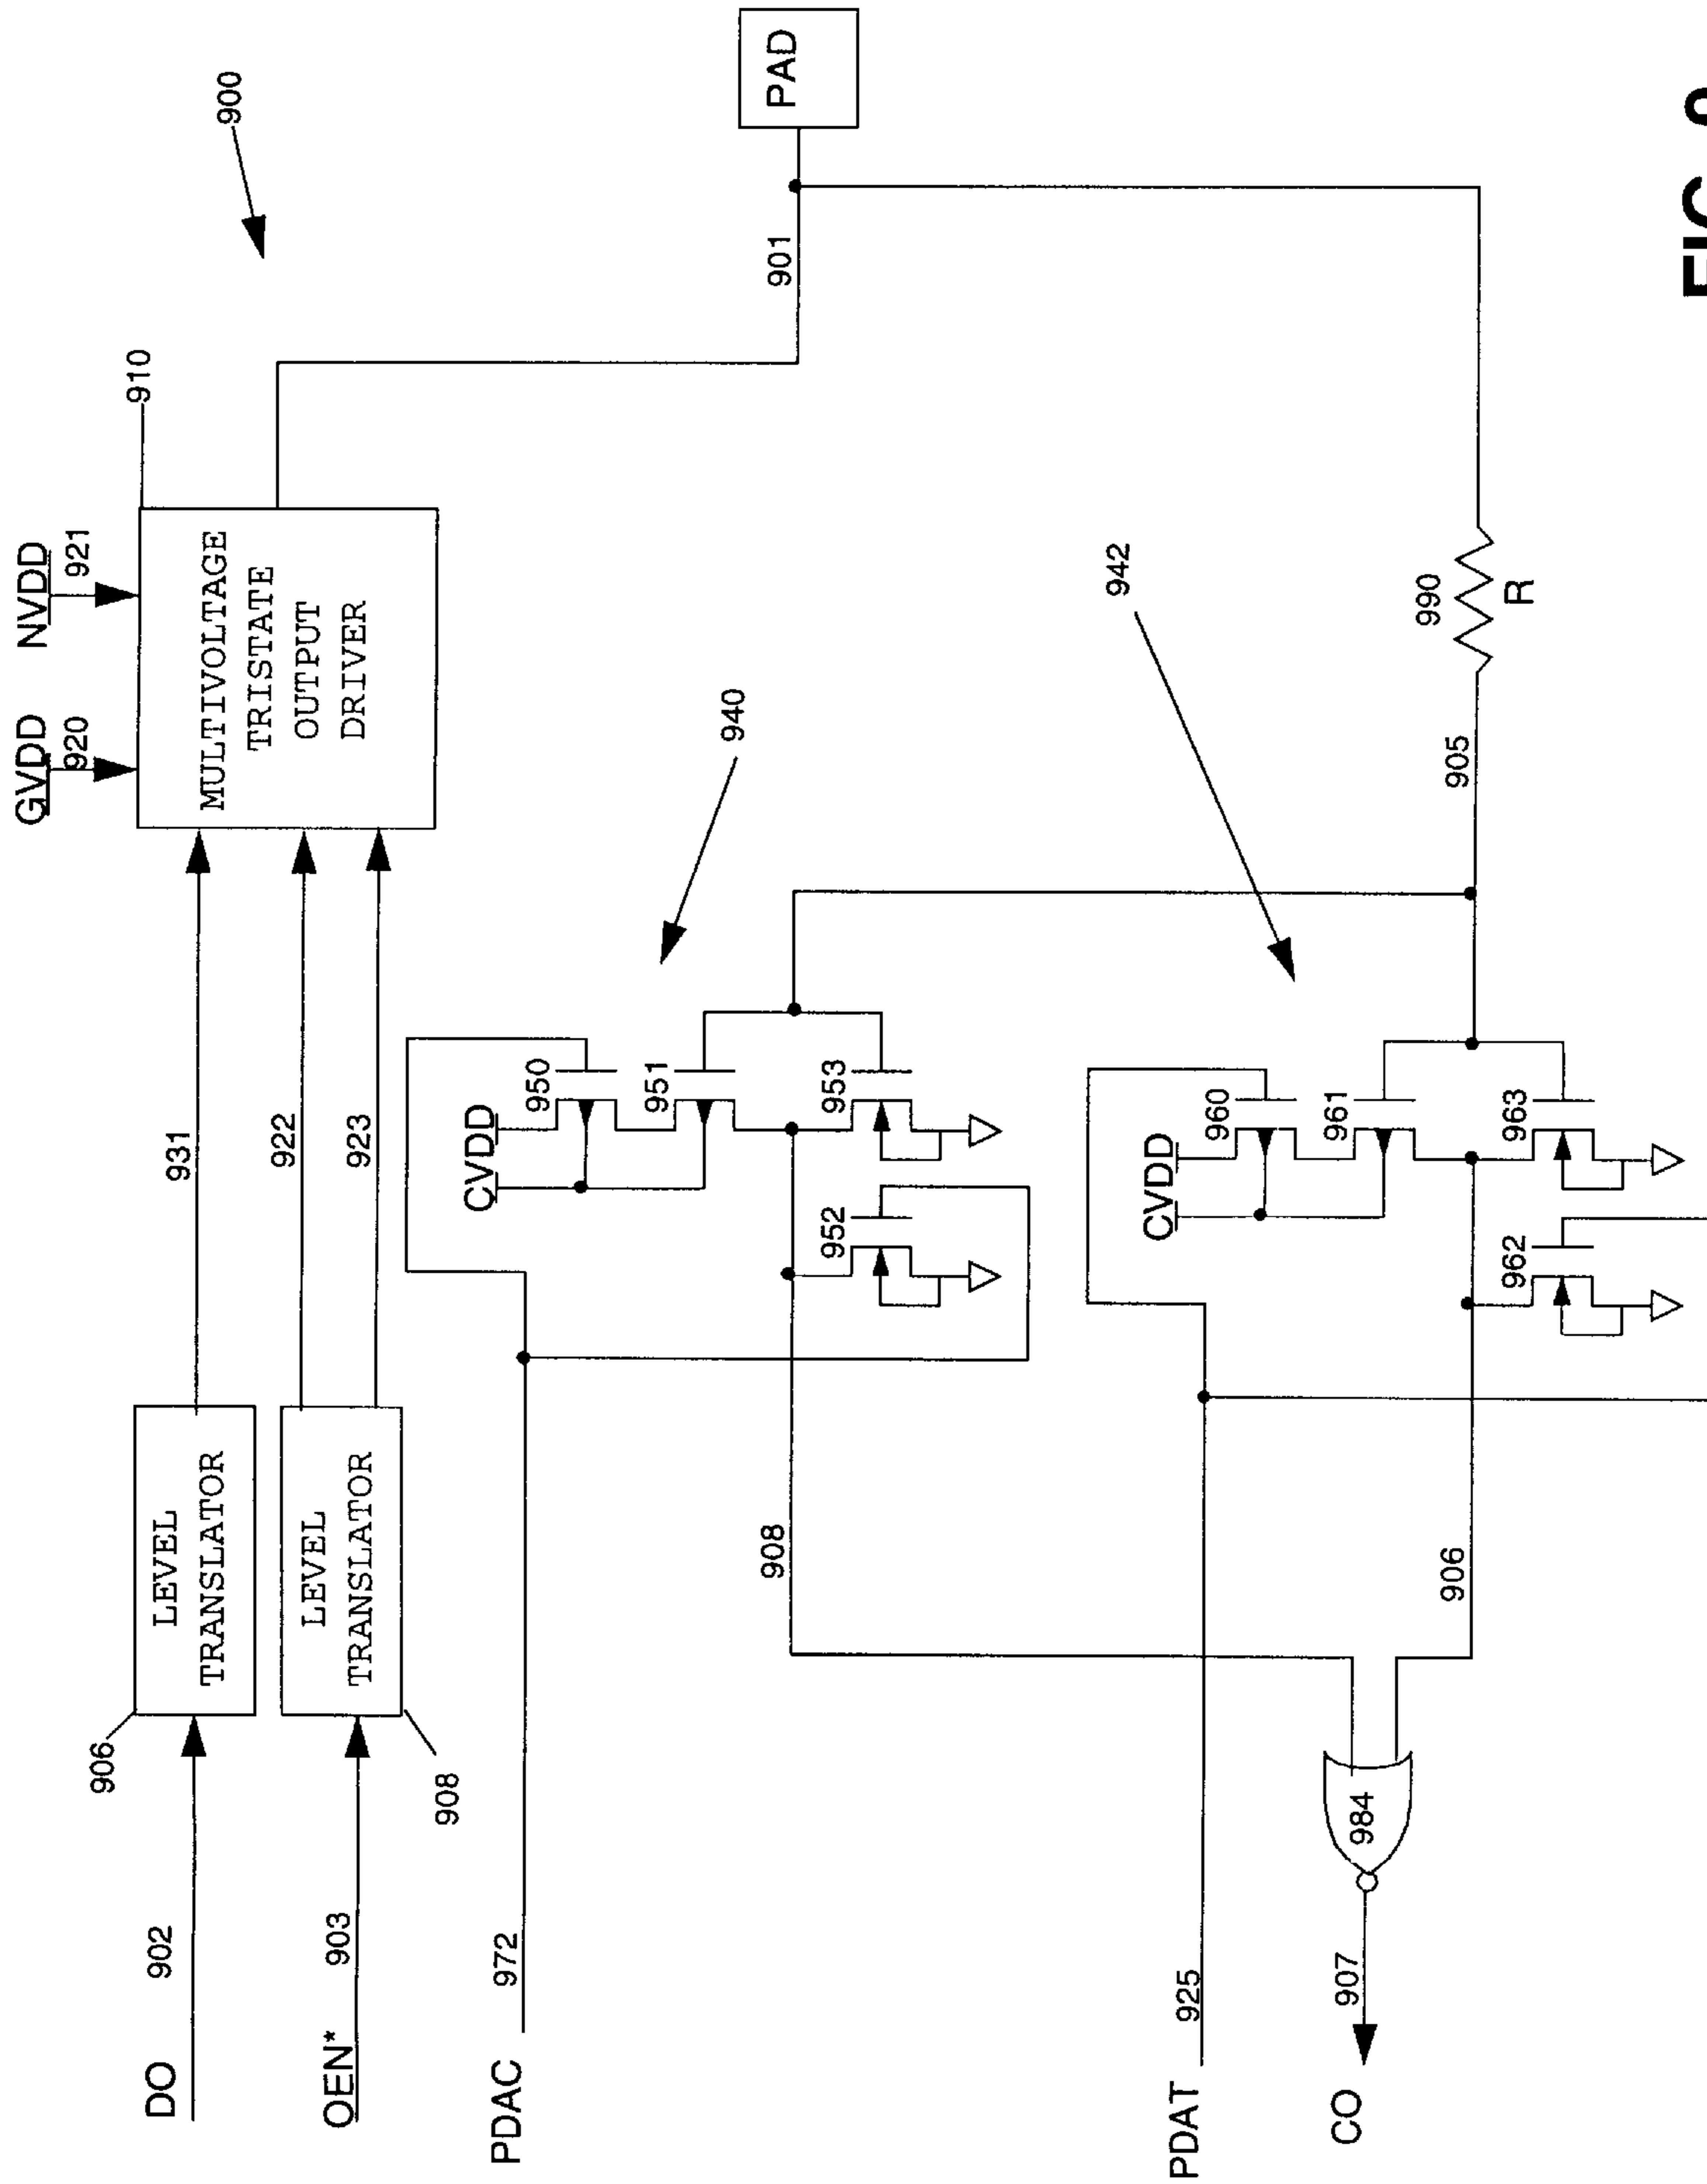 900
PAD
901
910
NVDD
921
GVDD
920
MULTIVOLTAGE
TRISTATE
OUTPUT
DRIVER
931
922
923
LEVEL
TRANSLATOR
906
LEVEL
TRANSLATOR
908
DO
902
OEN*
903
940
942
990
R
905
CVDD
950
951
953
952
CVDD
960
961
963
962
908
906
PDAC
972
PDAT
925
984
907
CO